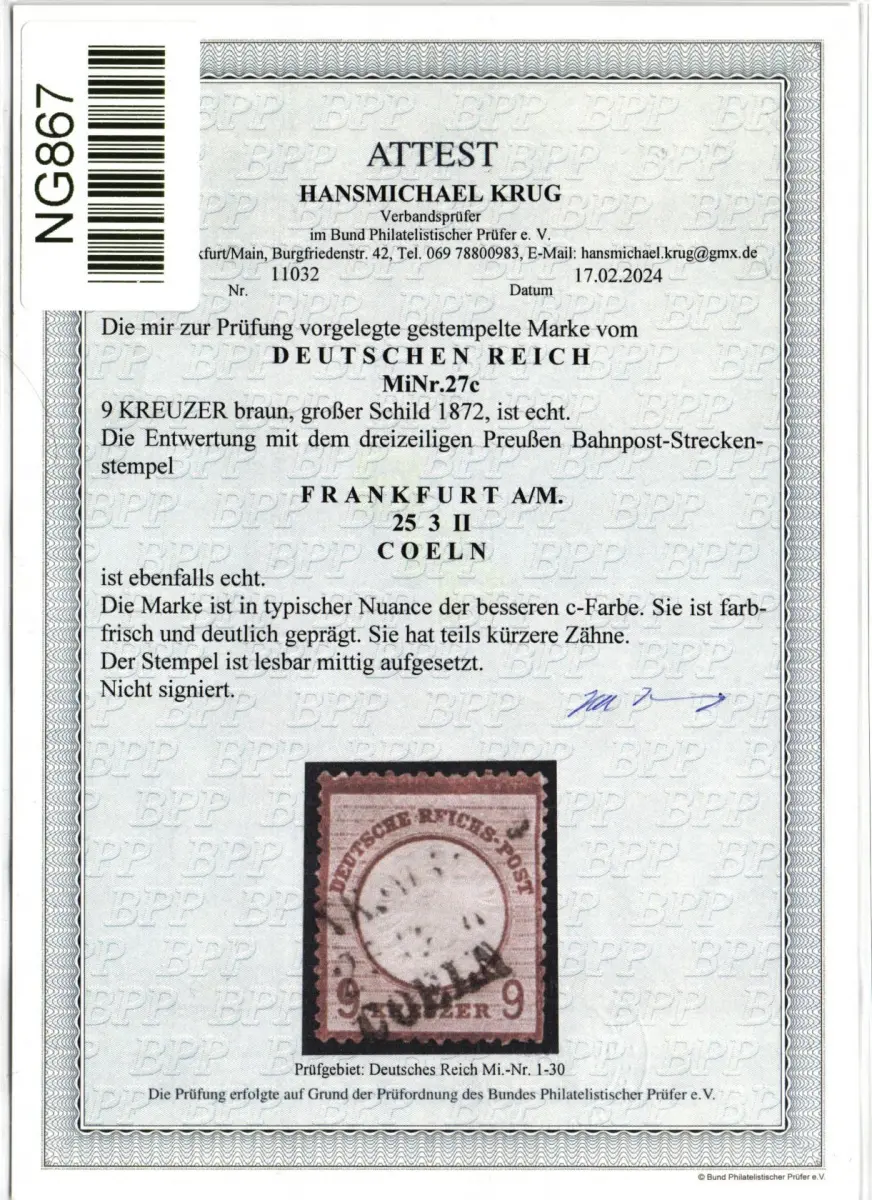 NG867
ATTEST
HANSMICHAEL KRUG
Verbandsprüfer
im Bund Philatelistischer Prüfer e. V.
kfurt/Main, Burgfriedenstr. 42, Tel. 069 78800983, E-Mail: hansmichael.krug@gmx.de
11032 17.02.2024
Nr. Datum
Die mir zur Prüfung vorgelegte gestempelte Marke vom
DEUTSCHEN REICH
MiNr.27c
9 KREUZER braun, großer Schild 1872, ist echt.
Die Entwertung mit dem dreizeiligen Preußen Bahnpost-Strecken-
stempel
FRANKFURT A/M.
25 3 II
COELN
ist ebenfalls echt.
Die Marke ist in typischer Nuance der besseren c-Farbe. Sie ist farb-
frisch und deutlich geprägt. Sie hat teils kürzere Zähne.
Der Stempel ist lesbar mittig aufgesetzt.
Nicht signiert.
DEUTSCHE REICHS-POST
COELN
9 KREUZER 9
Prüfgebiet: Deutsches Reich Mi.-Nr. 1-30
Die Prüfung erfolgte auf Grund der Prüfordnung des Bundes Philatelistischer Prüfer e.V.
© Bund Philatelistischer Prüfer e.V.